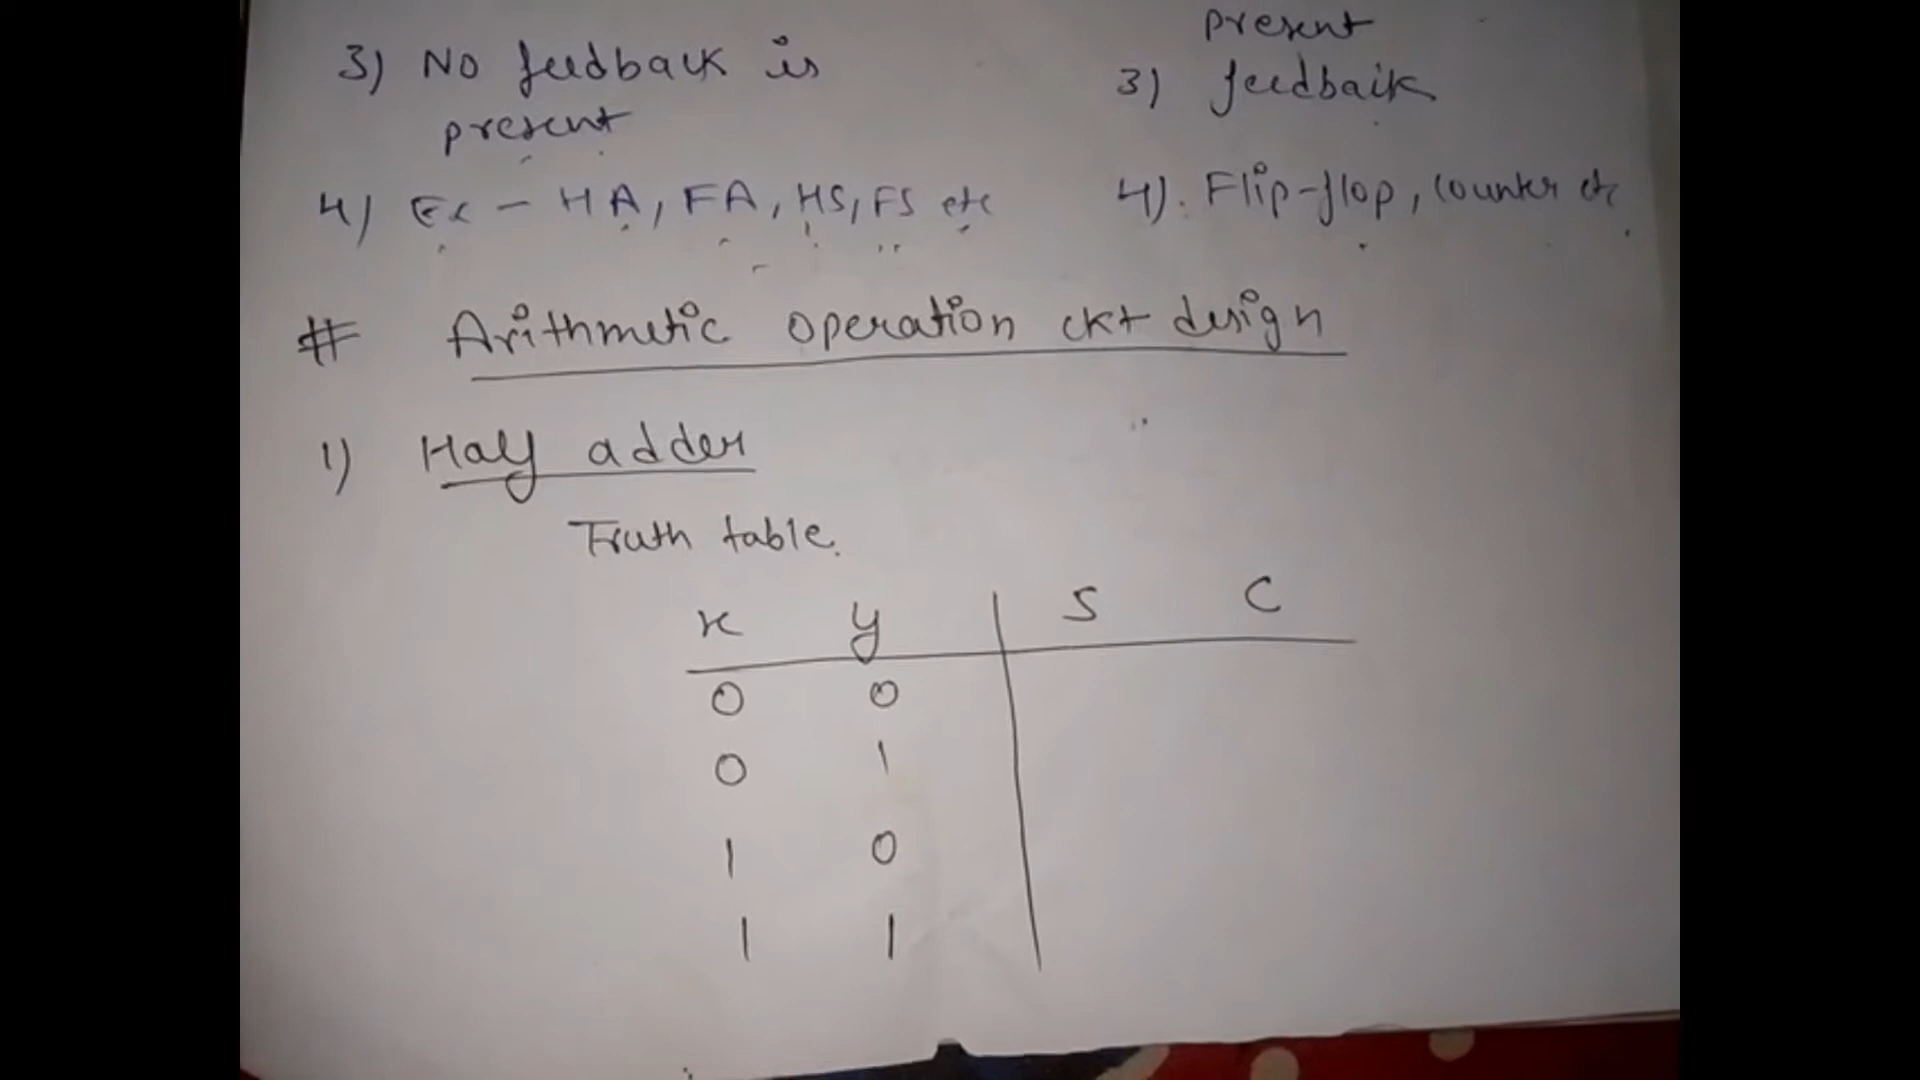 present
3) No feedback is
present
3) feedback
4) Ex - HA, FA, HS, FS etc
4). Flip-flop, counter etc
# Arithmetic operation ckt design
1) Half adder
Truth table.
x y S C
0 0
0 1
1 0
1 1